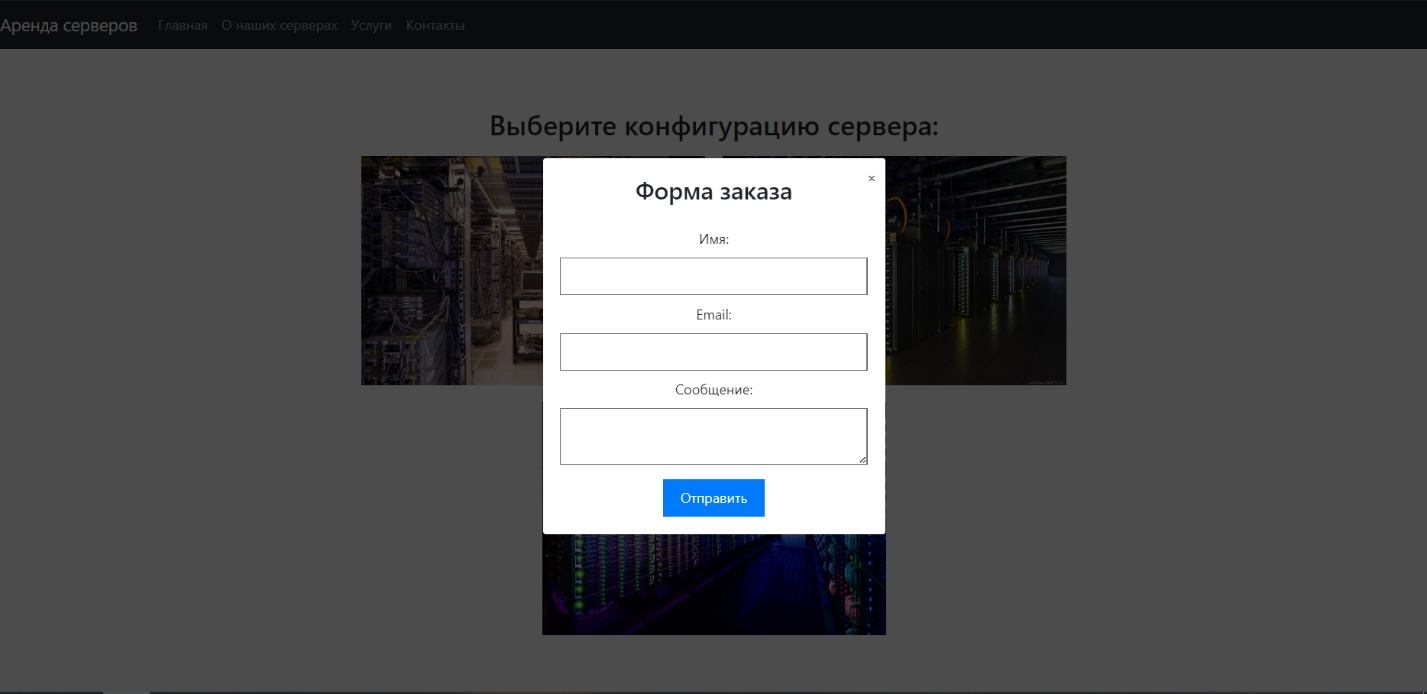 Аренда серверов Главная О наших серверах Услуги Контакты
Выберите конфигурацию сервера:
×
Форма заказа
Имя:
Email:
Сообщение:
Отправить